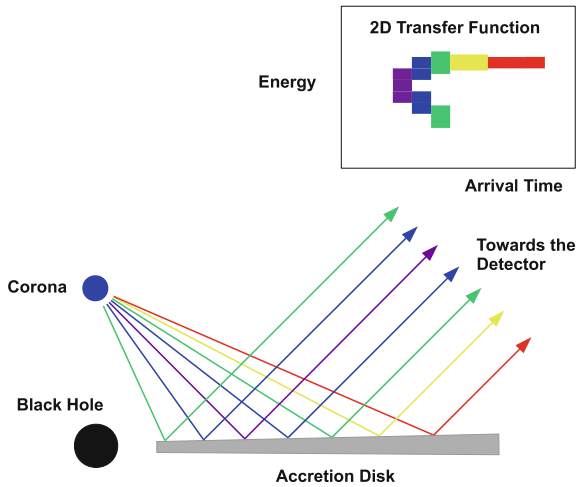 2D Transfer Function
Energy
Arrival Time
Towards the
Detector
Corona
Black Hole
Accretion Disk